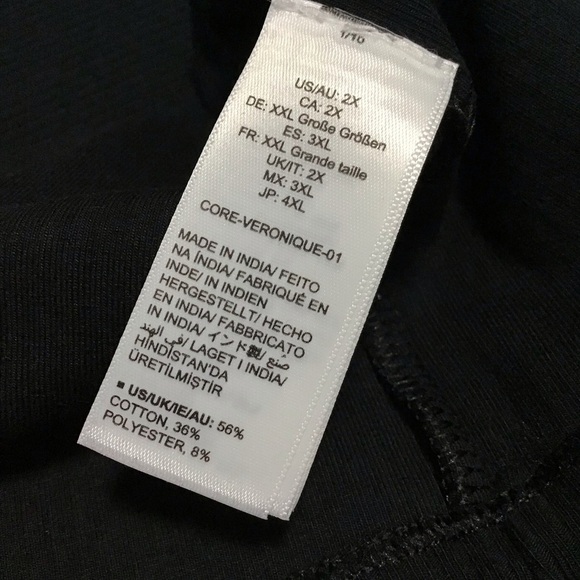 1/10
US/AU: 2X
CA: 2X
DE: XXL Große Größen
ES: 3XL
FR: XXL Grande taille
UK/IT: 2X
MX: 3XL
JP: 4XL
CORE-VERONIQUE-01
MADE IN INDIA/ FEITO
NA ÍNDIA/ FABRIQUÉ EN
INDE/ IN INDIEN
HERGESTELLT/ HECHO
EN INDIA/ FABBRICATO
IN INDIA/ インド製/ صنع
في الهند/ LAGET I INDIA/
HİNDİSTAN'DA
ÜRETİLMİŞTİR
■ US/UK/IE/AU: 56%
COTTON, 36%
POLYESTER, 8%